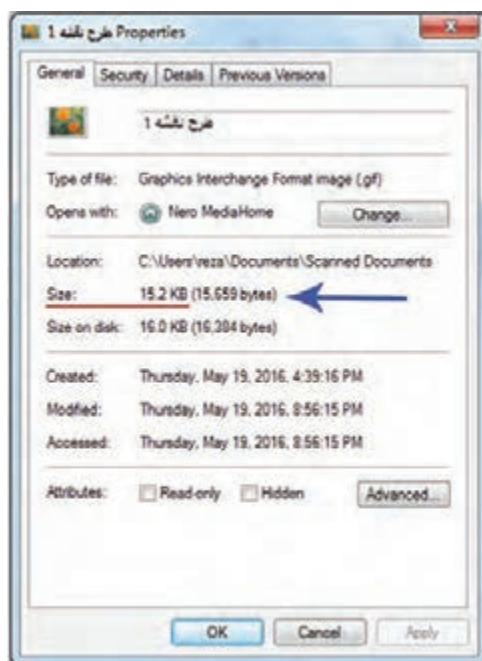 طرح نقشه 1 Properties
General Security Details Previous Versions
طرح نقشه 1
Type of file: Graphics Interchange Format image (.gif)
Opens with: Nero MediaHome Change...
Location: C:\Users\reza\Documents\Scanned Documents
Size: 15.2 KB (15,659 bytes)
Size on disk: 16.0 KB (16,384 bytes)
Created: Thursday, May 19, 2016, 4:39:16 PM
Modified: Thursday, May 19, 2016, 8:56:15 PM
Accessed: Thursday, May 19, 2016, 8:56:15 PM
Attributes: Read-only Hidden Advanced...
OK Cancel Apply